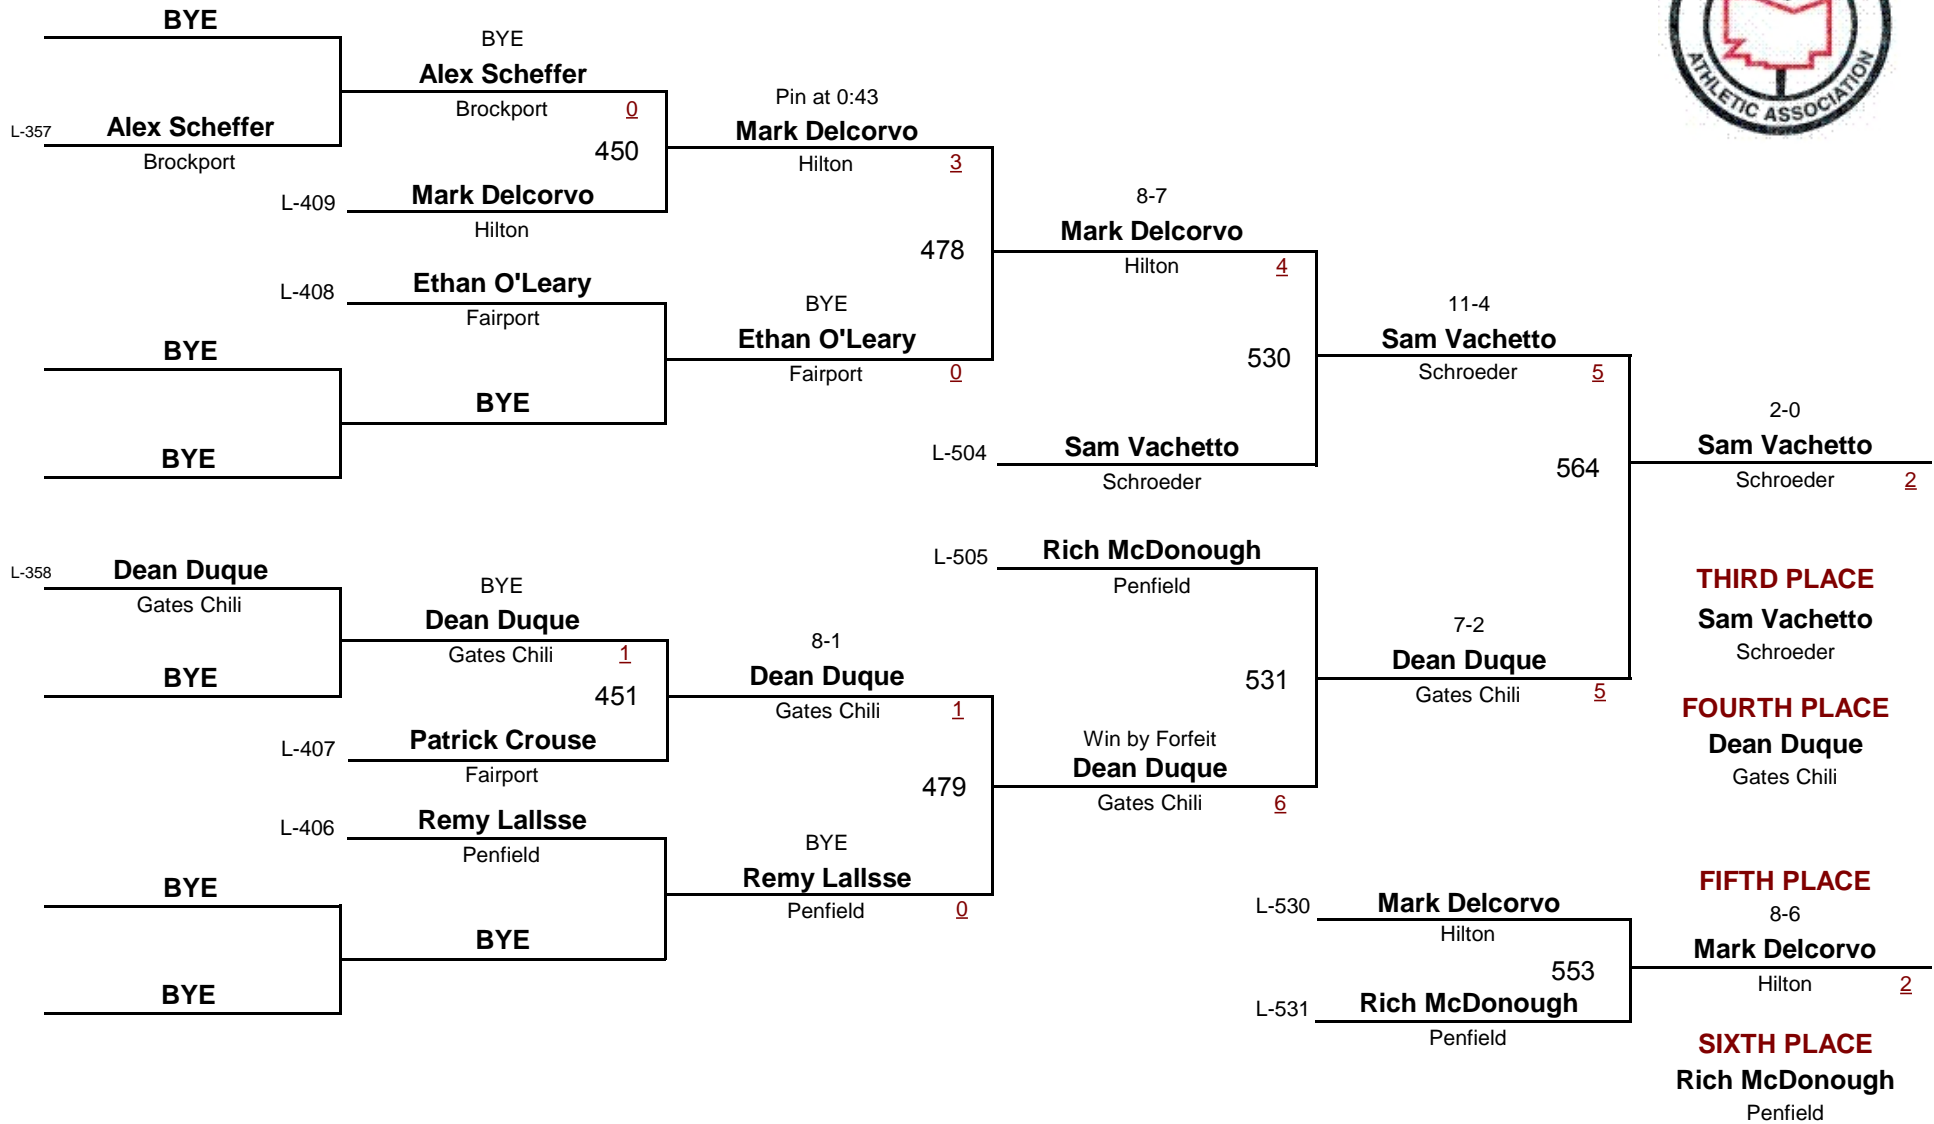 BYE
BYE
Alex Scheffer
Brockport
0
L-357
Alex Scheffer
Brockport
450
Pin at 0:43
Mark Delcorvo
Hilton
3
L-409
Mark Delcorvo
Hilton
478
8-7
Mark Delcorvo
Hilton
4
L-408
Ethan O'Leary
Fairport
BYE
Ethan O'Leary
Fairport
0
BYE
BYE
BYE
530
11-4
Sam Vachetto
Schroeder
5
L-504
Sam Vachetto
Schroeder
564
2-0
Sam Vachetto
Schroeder
2
L-358
Dean Duque
Gates Chili
BYE
Dean Duque
Gates Chili
1
BYE
451
8-1
Dean Duque
Gates Chili
1
L-407
Patrick Crouse
Fairport
L-505
Rich McDonough
Penfield
531
7-2
Dean Duque
Gates Chili
5
479
Win by Forfeit
Dean Duque
Gates Chili
6
L-406
Remy Lallsse
Penfield
BYE
Remy Lallsse
Penfield
0
BYE
BYE
BYE
THIRD PLACE
Sam Vachetto
Schroeder
FOURTH PLACE
Dean Duque
Gates Chili
L-530
Mark Delcorvo
Hilton
553
L-531
Rich McDonough
Penfield
FIFTH PLACE
8-6
Mark Delcorvo
Hilton
2
SIXTH PLACE
Rich McDonough
Penfield
ATHLETIC ASSOCIATION